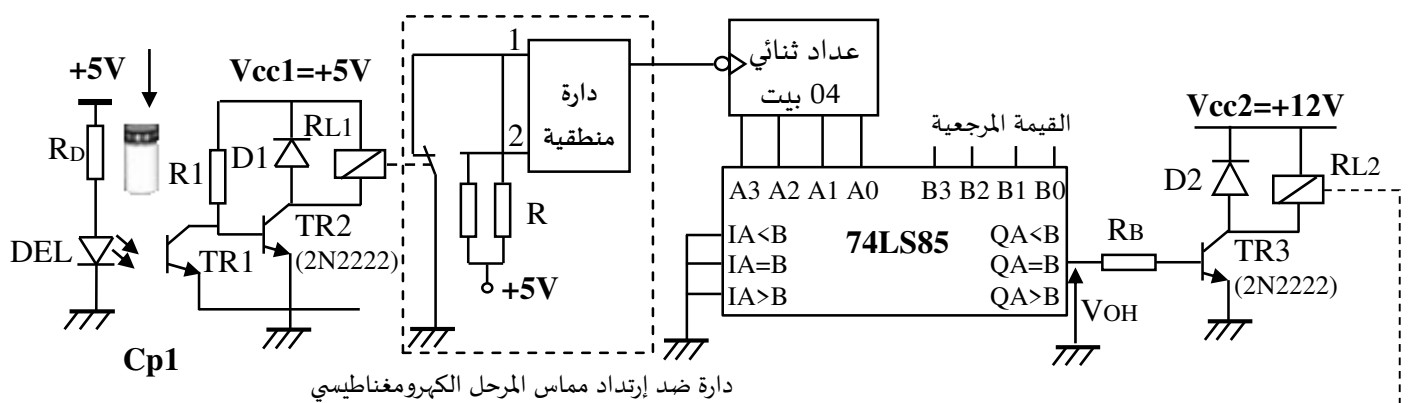 +5V
RD
DEL
Cp1
Vcc1=+5V
R1
D1
RL1
TR1
TR2
(2N2222)
1
2
دارة
منطقية
R
+5V
دارة ضد إرتداد مماس المرحل الكهرومغناطيسي
عداد ثنائي
04 بيت
القيمة المرجعية
A3 A2 A1 A0 B3 B2 B1 B0
IA<B 74LS85 QA<B
IA=B QA=B
IA>B QA>B
VOH
RB
Vcc2=+12V
D2
RL2
TR3
(2N2222)